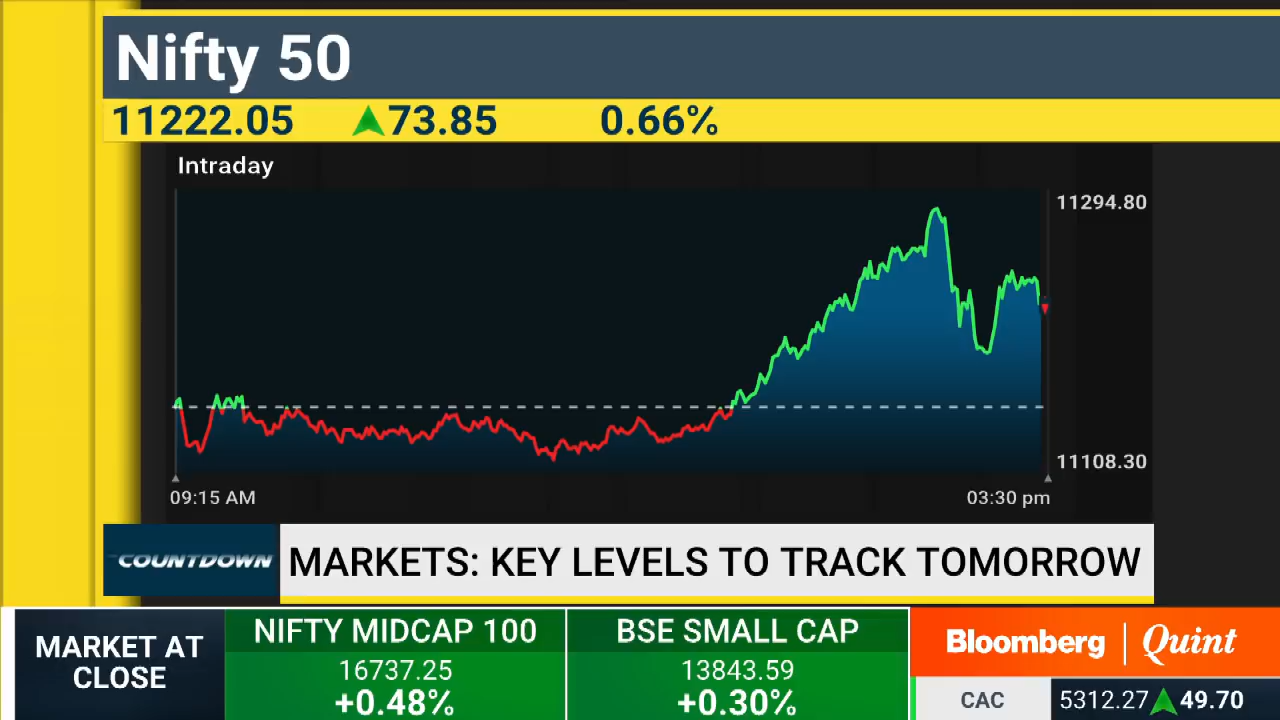 Nifty 50
11222.05 ▲73.85 0.66%
Intraday
11294.80
11108.30
09:15 AM 03:30 pm
COUNTDOWN
MARKETS: KEY LEVELS TO TRACK TOMORROW
MARKET AT
CLOSE
NIFTY MIDCAP 100
16737.25
+0.48%
BSE SMALL CAP
13843.59
+0.30%
Bloomberg | Quint
CAC 5312.27 ▲ 49.70